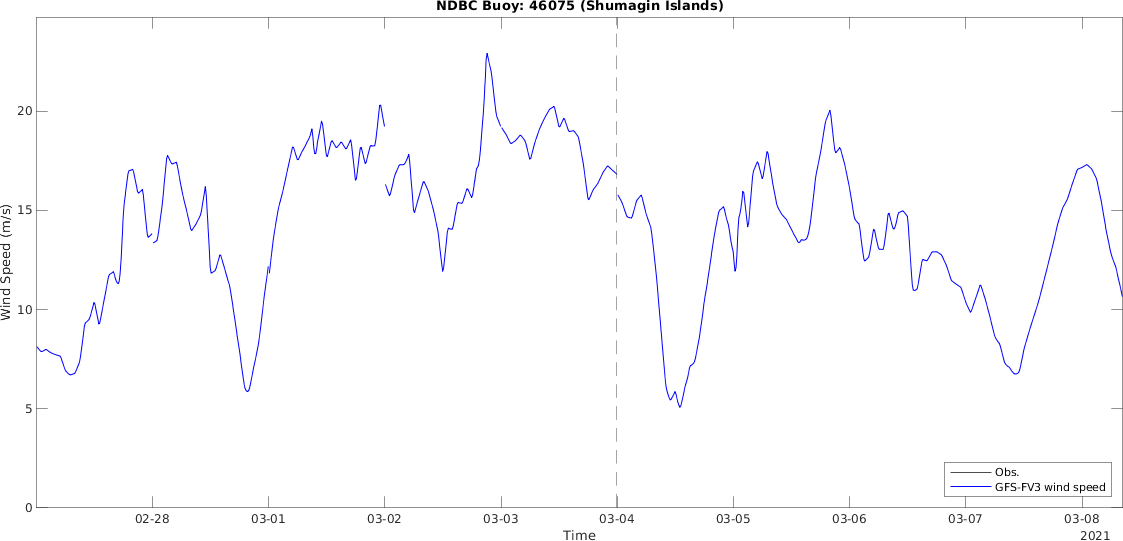 NDBC Buoy: 46075 (Shumagin Islands)
Wind Speed (m/s)
20
15
10
5
0
02-28 03-01 03-02 03-03 03-04 03-05 03-06 03-07 03-08
Time
2021
Obs.
GFS-FV3 wind speed